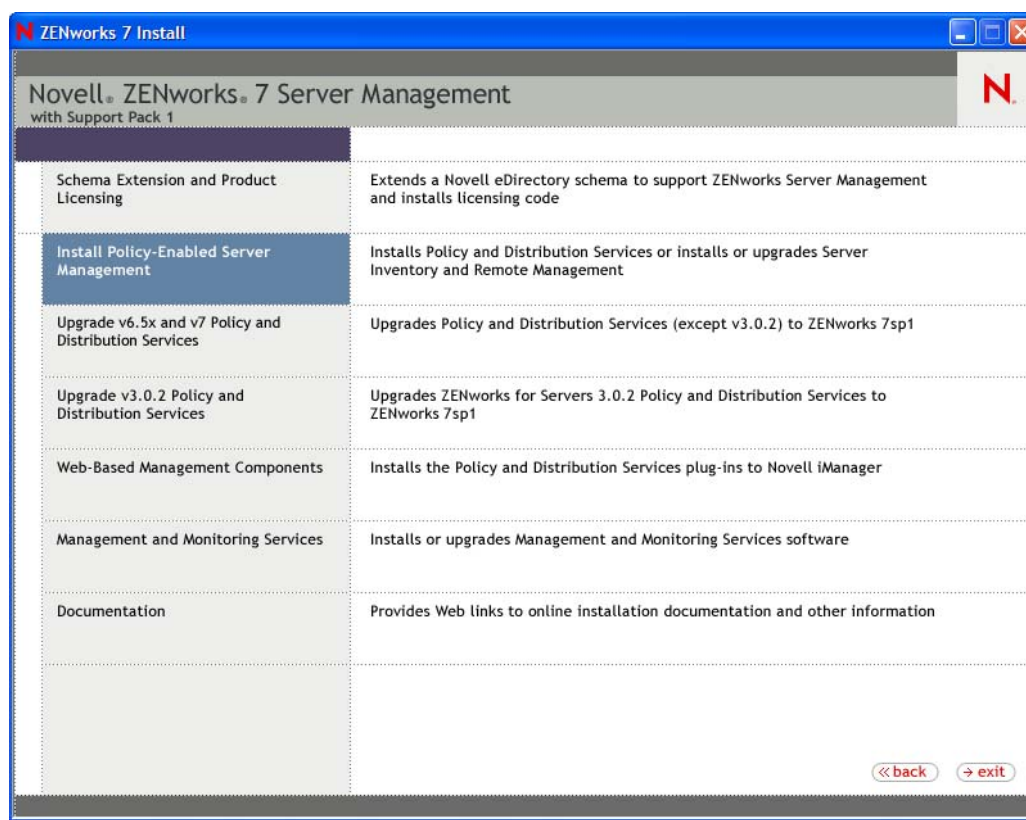 N ZENworks 7 Install
Novell® ZENworks® 7 Server Management
with Support Pack 1
N®
Schema Extension and Product
Licensing
Extends a Novell eDirectory schema to support ZENworks Server Management
and installs licensing code
Install Policy-Enabled Server
Management
Installs Policy and Distribution Services or installs or upgrades Server
Inventory and Remote Management
Upgrade v6.5x and v7 Policy and
Distribution Services
Upgrades Policy and Distribution Services (except v3.0.2) to ZENworks 7sp1
Upgrade v3.0.2 Policy and
Distribution Services
Upgrades ZENworks for Servers 3.0.2 Policy and Distribution Services to
ZENworks 7sp1
Web-Based Management Components
Installs the Policy and Distribution Services plug-ins to Novell iManager
Management and Monitoring Services
Installs or upgrades Management and Monitoring Services software
Documentation
Provides Web links to online installation documentation and other information
« back
→ exit